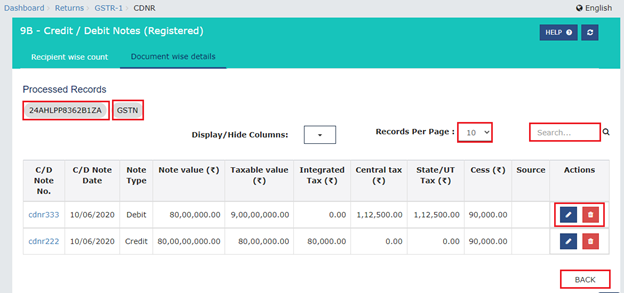 Dashboard › Returns › GSTR-1 › CDNR English
9B - Credit / Debit Notes (Registered) HELP
Recipient wise count Document wise details
Processed Records
24AHLPP8362B1ZA GSTN
Display/Hide Columns: Records Per Page : 10 Search...
C/D Note No. C/D Note Date Note Type Note value (₹) Taxable value (₹) Integrated Tax (₹) Central tax (₹) State/UT Tax (₹) Cess (₹) Source Actions
cdnr333 10/06/2020 Debit 80,00,000.00 9,00,00,000.00 0.00 1,12,500.00 1,12,500.00 90,000.00
cdnr222 10/06/2020 Credit 80,00,00,000.00 80,000.00 80,000.00 0.00 0.00 90,000.00
BACK